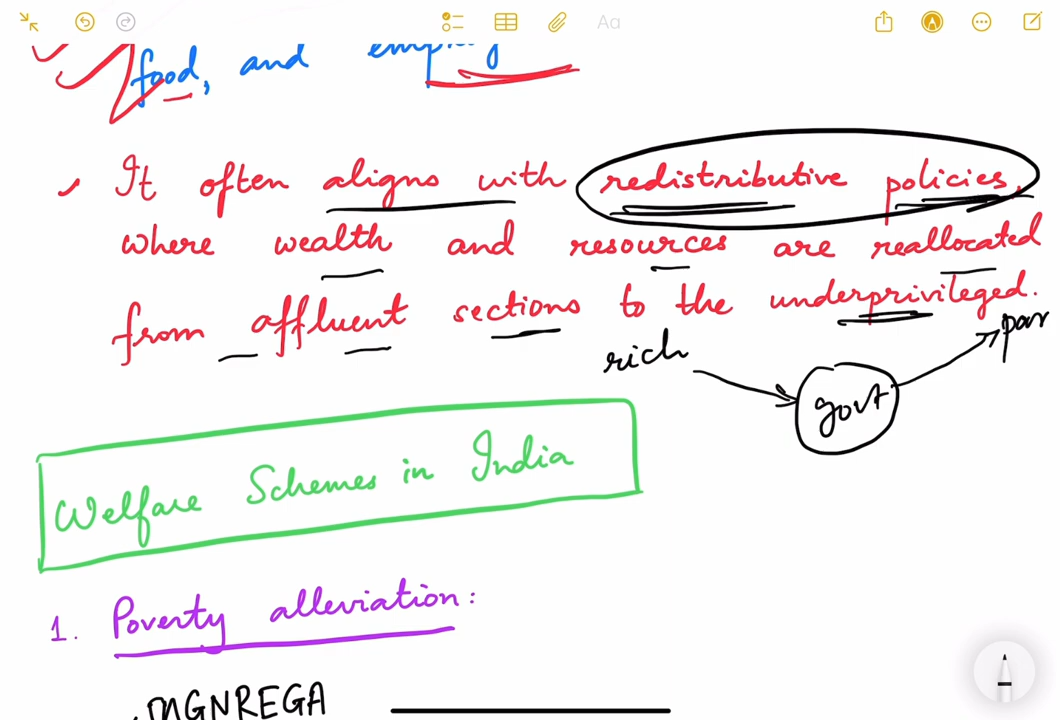 food, and
It often aligns with redistributive policies,
where wealth and resources are reallocated
from affluent sections to the underprivileged.
rich
govt
Welfare Schemes in India
1. Poverty alleviation:
MGNREGA
Aa